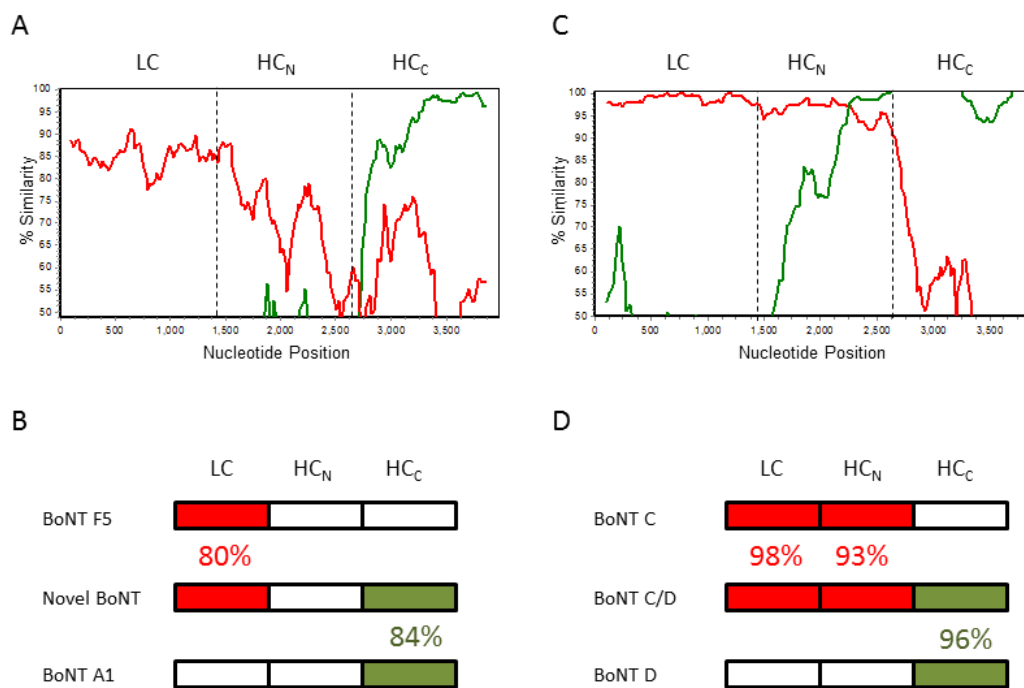 A
LC HCN HCC
% Similarity
100
95
90
85
80
75
70
65
60
55
50
0 500 1,000 1,500 2,000 2,500 3,000 3,500
Nucleotide Position
C
LC HCN HCC
% Similarity
100
95
90
85
80
75
70
65
60
55
50
0 500 1,000 1,500 2,000 2,500 3,000 3,500
Nucleotide Position
B
LC HCN HCC
BoNT F5
80%
Novel BoNT
84%
BoNT A1
D
LC HCN HCC
BoNT C
98% 93%
BoNT C/D
96%
BoNT D